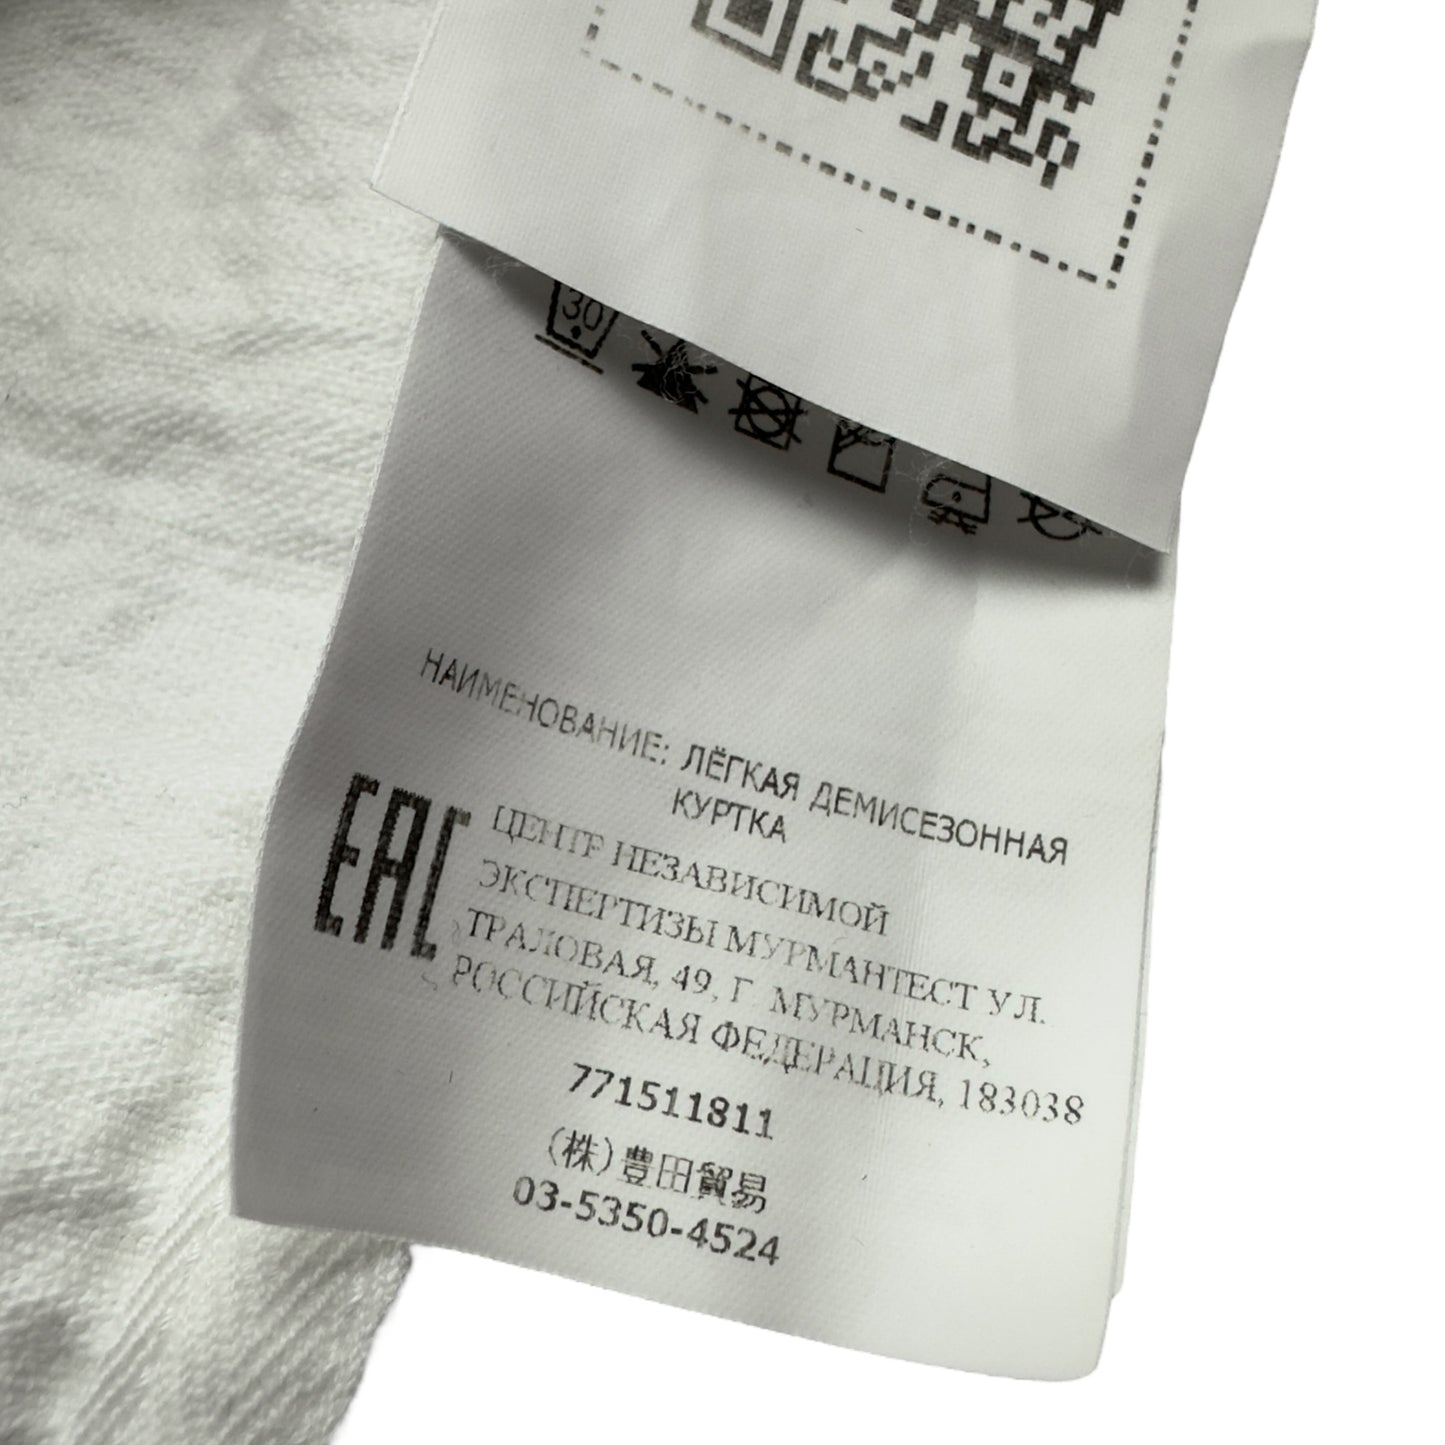 30
НАИМЕНОВАНИЕ: ЛЁГКАЯ ДЕМИСЕЗОННАЯ
КУРТКА
EAC
ЦЕНТР НЕЗАВИСИМОЙ
ЭКСПЕРТИЗЫ МУРМАНТЕСТ УЛ.
ТРАЛОВАЯ, 49, Г. МУРМАНСК,
РОССИЙСКАЯ ФЕДЕРАЦИЯ, 183038
771511811
(株)豊田貿易
03-5350-4524